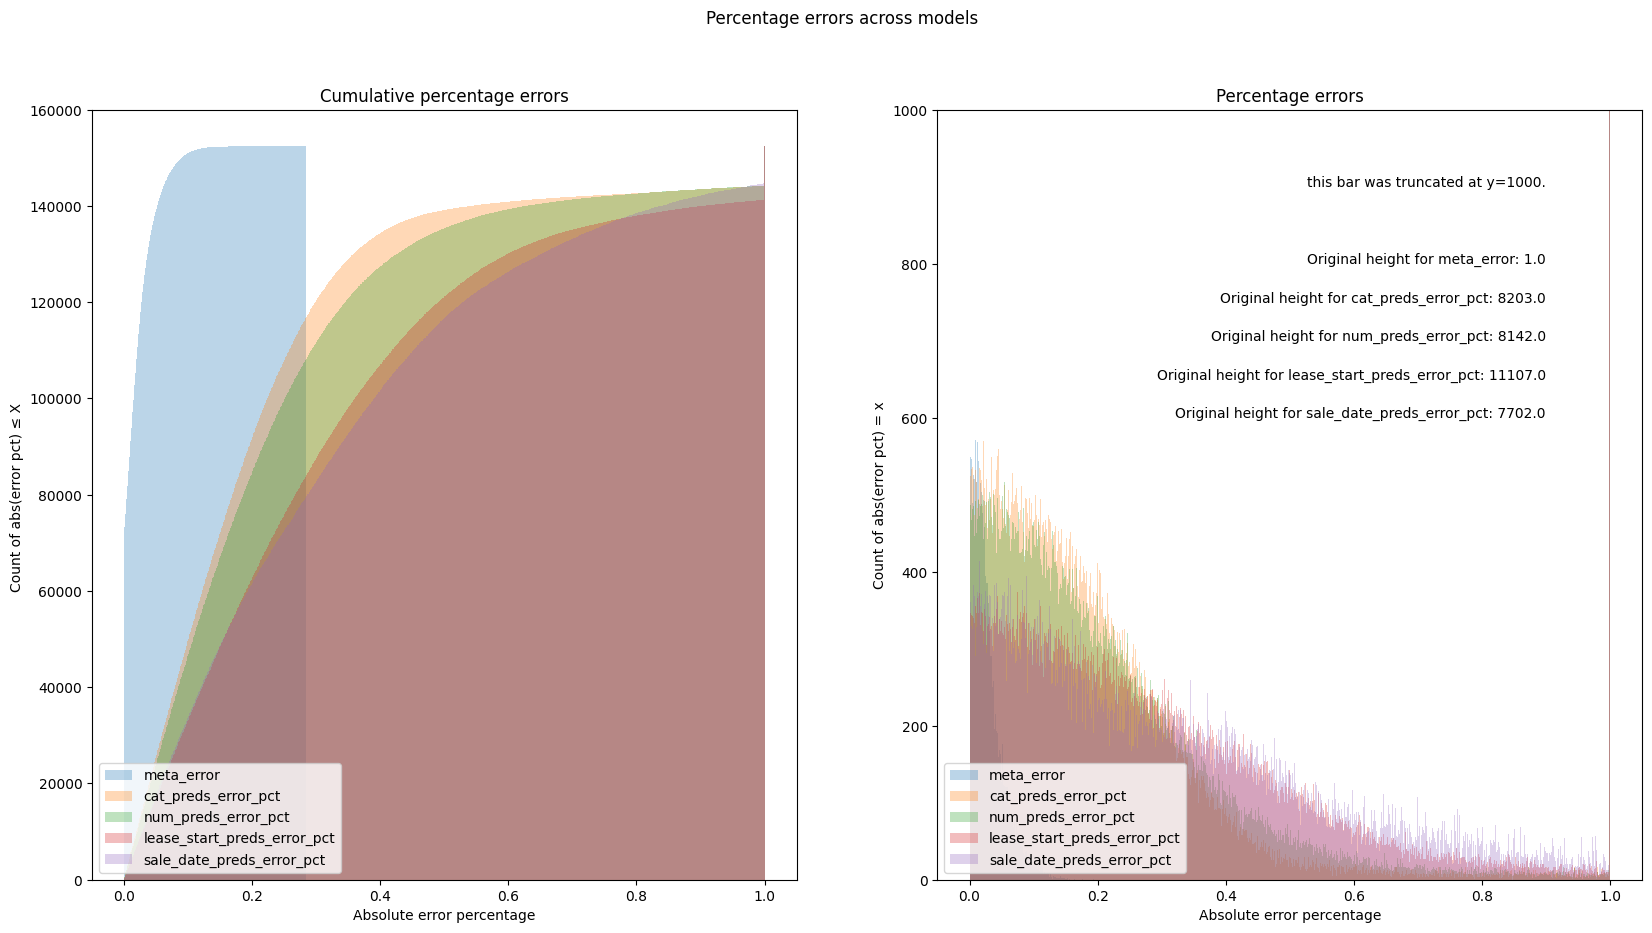 Percentage errors across models
Cumulative percentage errors
160000
140000
120000
100000
80000
60000
40000
20000
0
Count of abs(error pct) ≤ X
meta_error
cat_preds_error_pct
num_preds_error_pct
lease_start_preds_error_pct
sale_date_preds_error_pct
0.0 0.2 0.4 0.6 0.8 1.0
Absolute error percentage
Percentage errors
1000
800
600
400
200
0
Count of abs(error pct) = x
this bar was truncated at y=1000.
Original height for meta_error: 1.0
Original height for cat_preds_error_pct: 8203.0
Original height for num_preds_error_pct: 8142.0
Original height for lease_start_preds_error_pct: 11107.0
Original height for sale_date_preds_error_pct: 7702.0
meta_error
cat_preds_error_pct
num_preds_error_pct
lease_start_preds_error_pct
sale_date_preds_error_pct
0.0 0.2 0.4 0.6 0.8 1.0
Absolute error percentage